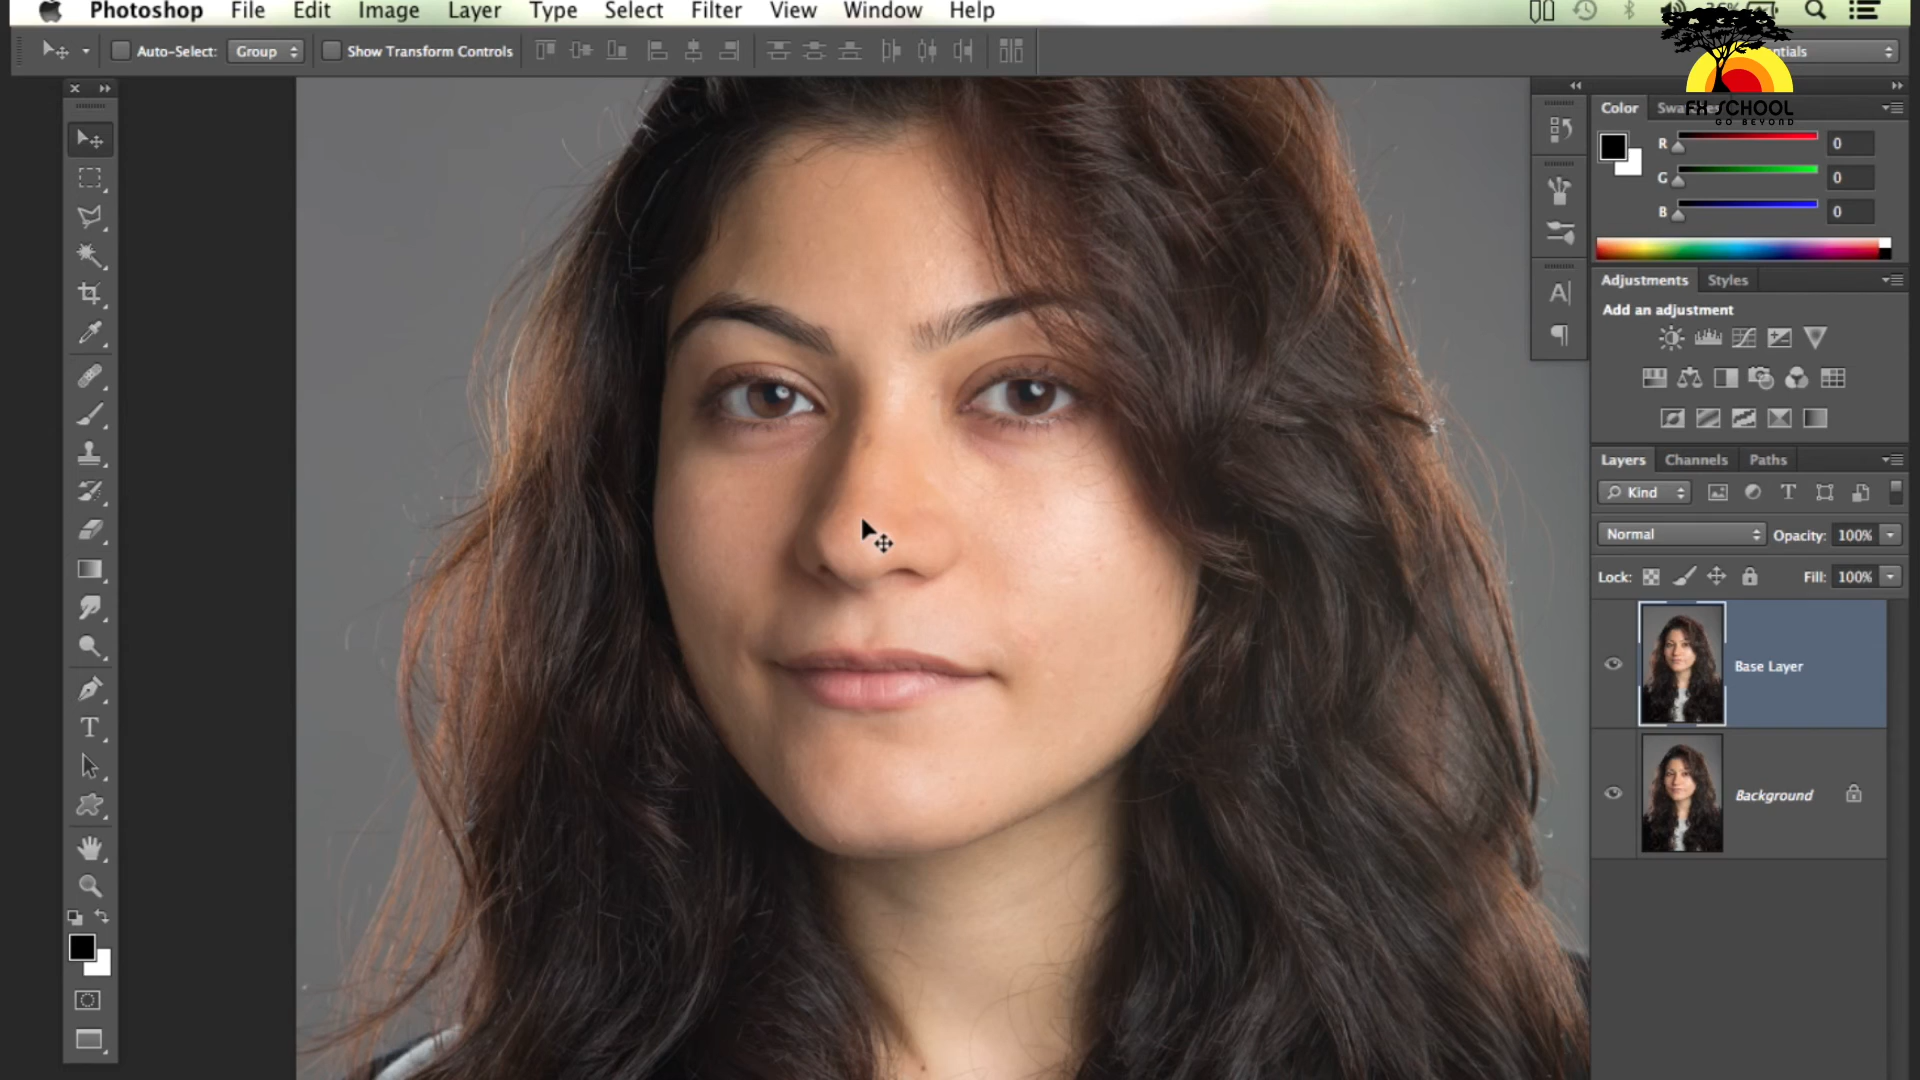 Photoshop File Edit Image Layer Type Select Filter View Window Help
Auto-Select: Group Show Transform Controls
ntials
FX SCHOOL
GO BEYOND
Color
R 0
G 0
B 0
Adjustments Styles
Add an adjustment
Layers Channels Paths
Kind
Normal Opacity: 100%
Lock: Fill: 100%
Base Layer
Background